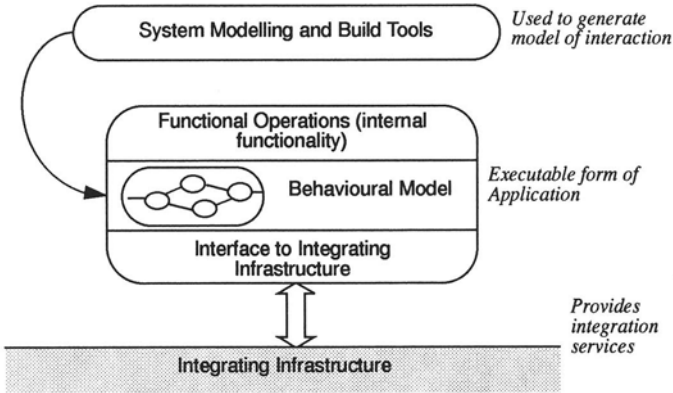 System Modelling and Build Tools
Used to generate
model of interaction
Functional Operations (internal
functionality)
Behavioural Model
Executable form of
Application
Interface to Integrating
Infrastructure
Provides
integration
services
Integrating Infrastructure